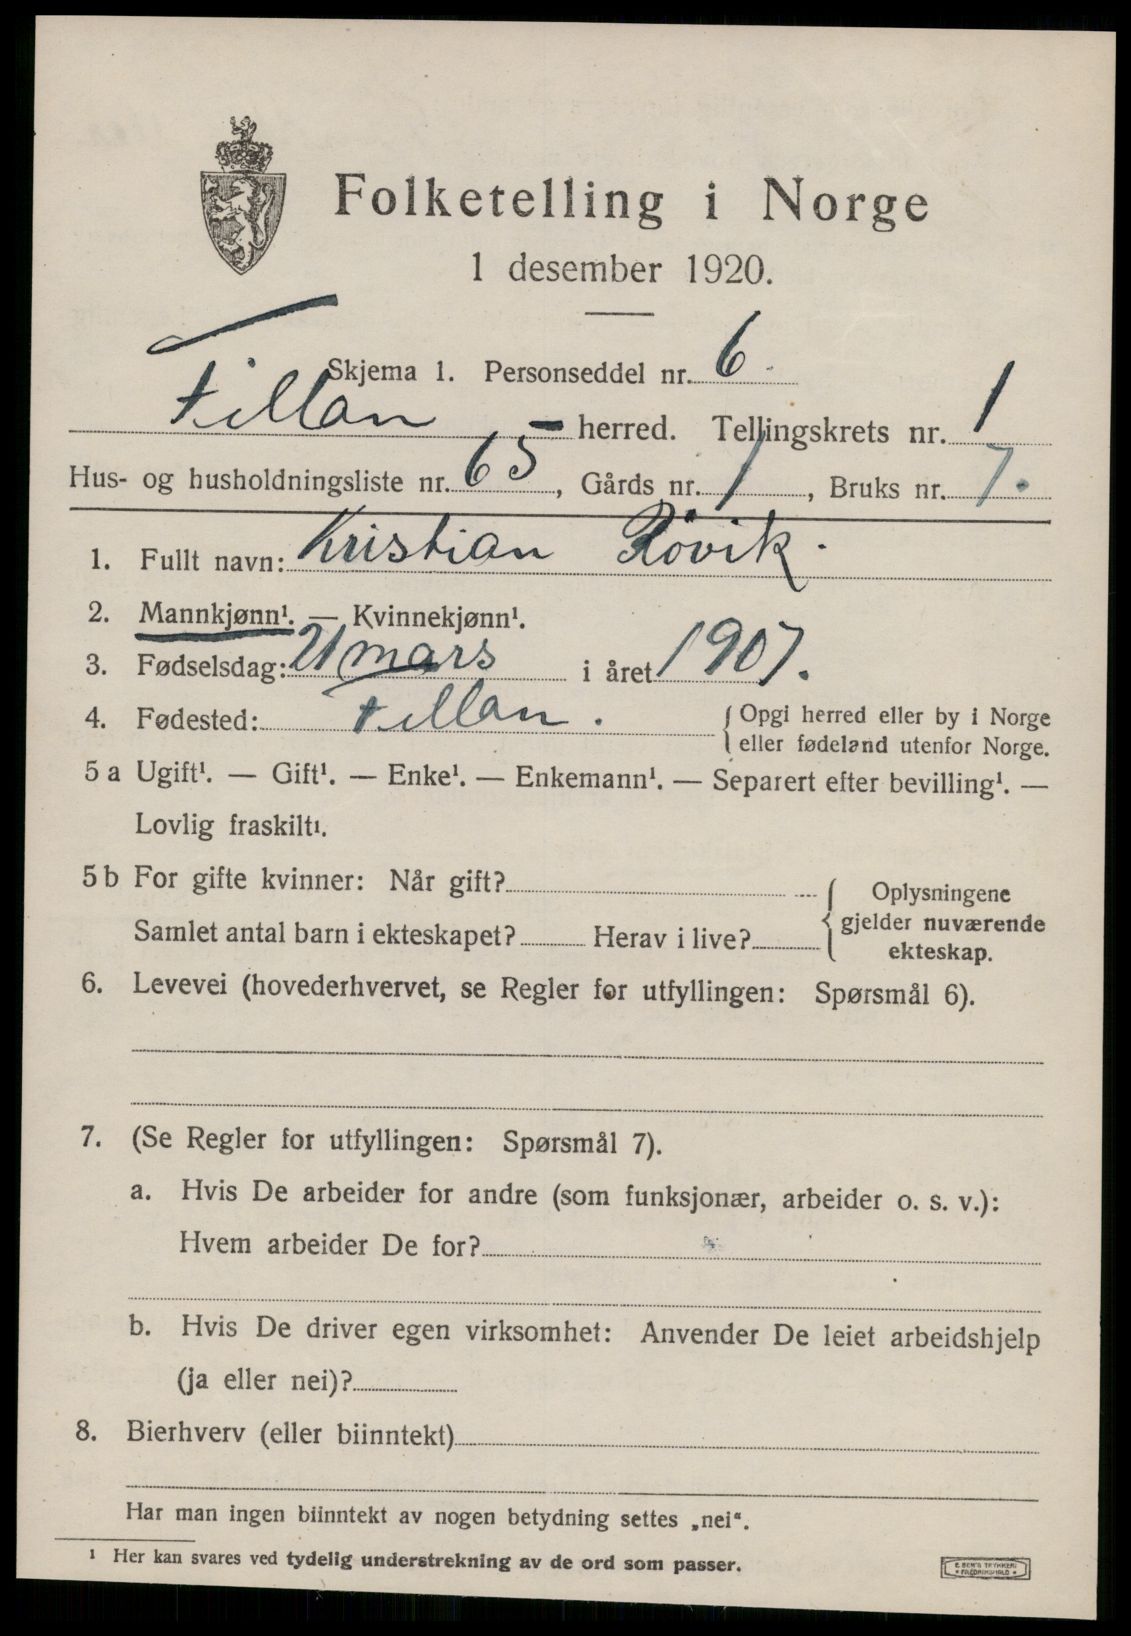 Folketelling i Norge
1 desember 1920.
Skjema 1. Personseddel nr. 6.
Fillan herred. Tellingskrets nr. 1
Hus- og husholdningsliste nr. 65, Gårds nr. 1, Bruks nr. 7.
1. Fullt navn: Kristian Røvik.
2. Mannkjønn¹. — Kvinnekjønn¹.
3. Fødselsdag: 21 mars i året 1907.
4. Fødested: Fillan. { Opgi herred eller by i Norge
eller fødeland utenfor Norge.
5 a Ugift¹. — Gift¹. — Enke¹. — Enkemann¹. — Separert efter bevilling¹. —
Lovlig fraskilt¹.
5 b For gifte kvinner: Når gift? { Oplysningene
Samlet antal barn i ekteskapet? Herav i live? gjelder nuværende
ekteskap.
6. Levevei (hovederhvervet, se Regler for utfyllingen: Spørsmål 6).
7. (Se Regler for utfyllingen: Spørsmål 7).
a. Hvis De arbeider for andre (som funksjonær, arbeider o. s. v.):
Hvem arbeider De for?
b. Hvis De driver egen virksomhet: Anvender De leiet arbeidshjelp
(ja eller nei)?
8. Bierhverv (eller biinntekt)
Har man ingen biinntekt av nogen betydning settes „nei“.
¹ Her kan svares ved tydelig understrekning av de ord som passer.
E. SEM'S TRYKKERI
• FREDRIKSHALD •